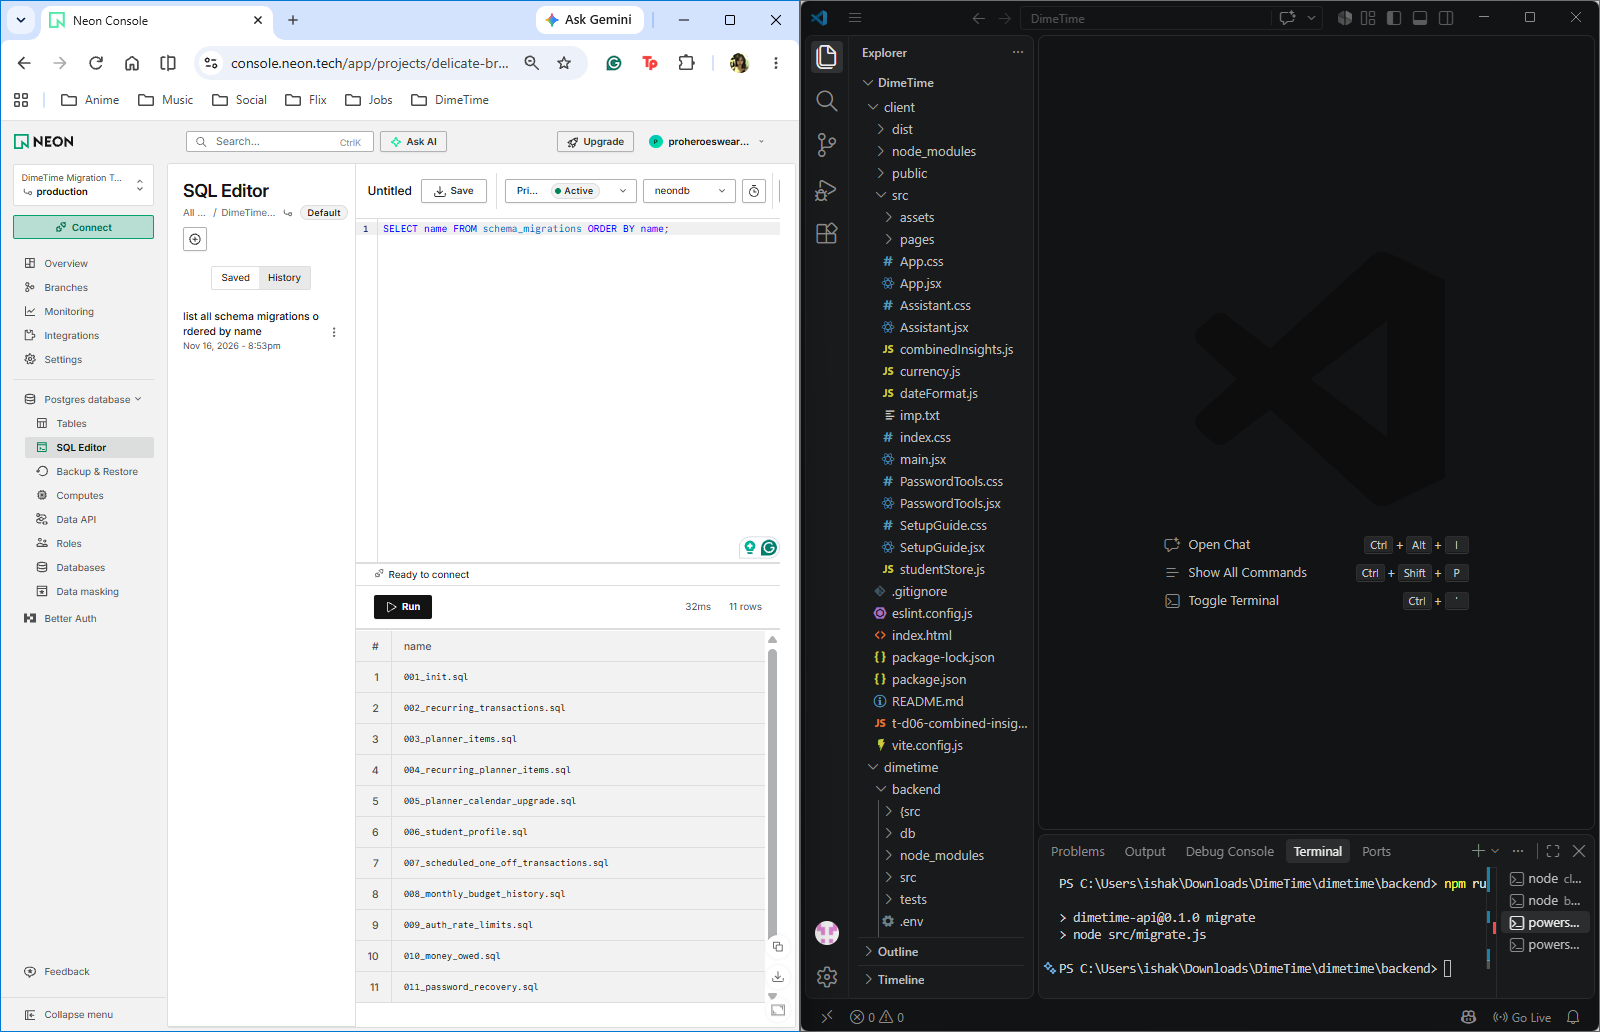 Neon Console
Ask Gemini
console.neon.tech/app/projects/delicate-br...
Anime
Music
Social
Flix
Jobs
DimeTime
NEON
Search...
CtrlK
Ask AI
Upgrade
P
proheroeswear...
DimeTime Migration T...
production
Connect
Overview
Branches
Monitoring
Integrations
Settings
Postgres database
Tables
SQL Editor
Backup & Restore
Computes
Data API
Roles
Databases
Data masking
Better Auth
Feedback
Collapse menu
SQL Editor
All ... / DimeTime...
Default
Saved
History
list all schema migrations o
rdered by name
Nov 16, 2026 - 8:53pm
Untitled
Save
Pri...
Active
neondb
1 SELECT name FROM schema_migrations ORDER BY name;
Ready to connect
Run
32ms
11 rows
# name
1 001_init.sql
2 002_recurring_transactions.sql
3 003_planner_items.sql
4 004_recurring_planner_items.sql
5 005_planner_calendar_upgrade.sql
6 006_student_profile.sql
7 007_scheduled_one_off_transactions.sql
8 008_monthly_budget_history.sql
9 009_auth_rate_limits.sql
10 010_money_owed.sql
11 011_password_recovery.sql
DimeTime
Explorer
DimeTime
client
dist
node_modules
public
src
assets
pages
# App.css
App.jsx
# Assistant.css
Assistant.jsx
JS combinedInsights.js
JS currency.js
JS dateFormat.js
imp.txt
# index.css
main.jsx
# PasswordTools.css
PasswordTools.jsx
# SetupGuide.css
SetupGuide.jsx
JS studentStore.js
.gitignore
eslint.config.js
<> index.html
{} package-lock.json
{} package.json
README.md
JS t-d06-combined-insig...
vite.config.js
dimetime
backend
{src
db
node_modules
src
tests
.env
Outline
Timeline
Open Chat Ctrl + Alt + I
Show All Commands Ctrl + Shift + P
Toggle Terminal Ctrl + '
Problems
Output
Debug Console
Terminal
Ports
PS C:\Users\ishak\Downloads\DimeTime\dimetime\backend> npm ru
> dimetime-api@0.1.0 migrate
> node src/migrate.js
PS C:\Users\ishak\Downloads\DimeTime\dimetime\backend>
node cl...
node b...
powers...
powers...
0 0
Go Live